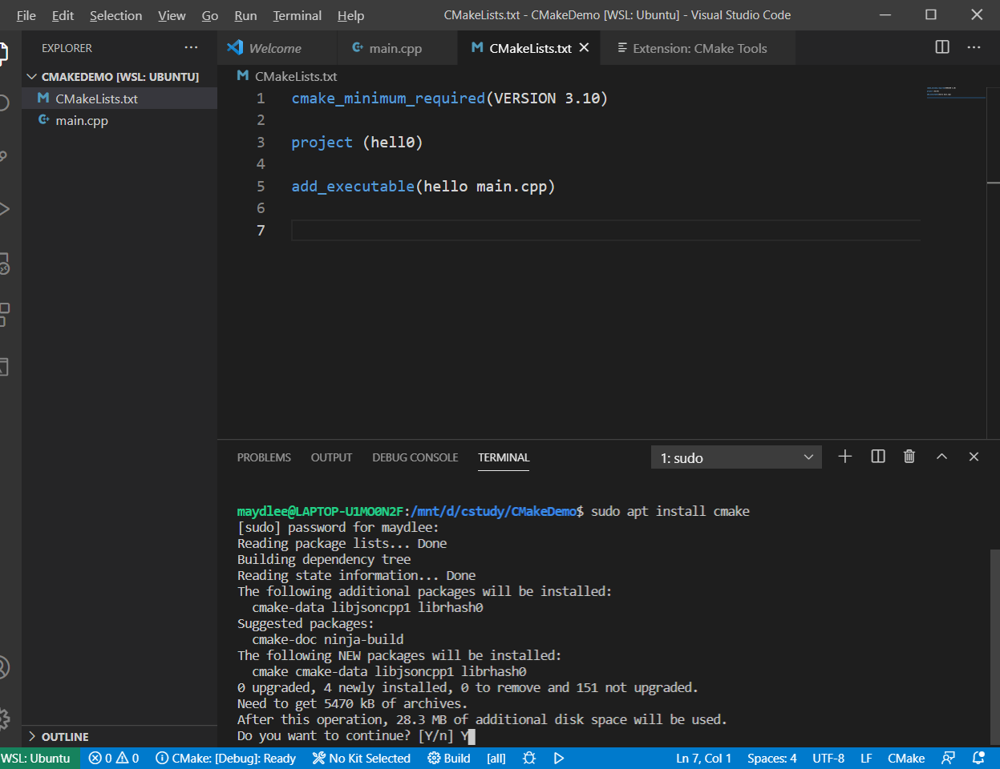 File Edit Selection View Go Run Terminal Help CMakeLists.txt - CMakeDemo [WSL: Ubuntu] - Visual Studio Code
EXPLORER
Welcome main.cpp CMakeLists.txt Extension: CMake Tools
CMAKEDEMO [WSL: UBUNTU]
CMakeLists.txt
main.cpp
CMakeLists.txt
1 cmake_minimum_required(VERSION 3.10)
2
3 project (hell0)
4
5 add_executable(hello main.cpp)
6
7
PROBLEMS OUTPUT DEBUG CONSOLE TERMINAL 1: sudo
maydlee@LAPTOP-U1MO0N2F:/mnt/d/cstudy/CMakeDemo$ sudo apt install cmake
[sudo] password for maydlee:
Reading package lists... Done
Building dependency tree
Reading state information... Done
The following additional packages will be installed:
cmake-data libjsoncpp1 librhash0
Suggested packages:
cmake-doc ninja-build
The following NEW packages will be installed:
cmake cmake-data libjsoncpp1 librhash0
0 upgraded, 4 newly installed, 0 to remove and 151 not upgraded.
Need to get 5470 kB of archives.
After this operation, 28.3 MB of additional disk space will be used.
Do you want to continue? [Y/n] Y
OUTLINE
WSL: Ubuntu 0 0 CMake: [Debug]: Ready No Kit Selected Build [all] Ln 7, Col 1 Spaces: 4 UTF-8 LF CMake